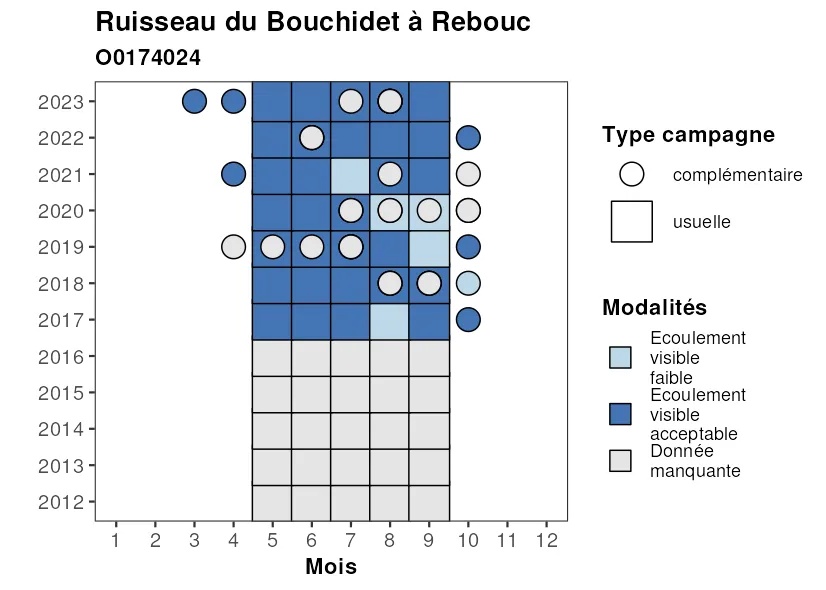 Ruisseau du Bouchidet à Rebouc
O0174024
2023
2022
2021
2020
2019
2018
2017
2016
2015
2014
2013
2012
1 2 3 4 5 6 7 8 9 10 11 12
Mois
Type campagne
complémentaire
usuelle
Modalités
Ecoulement
visible
faible
Ecoulement
visible
acceptable
Donnée
manquante